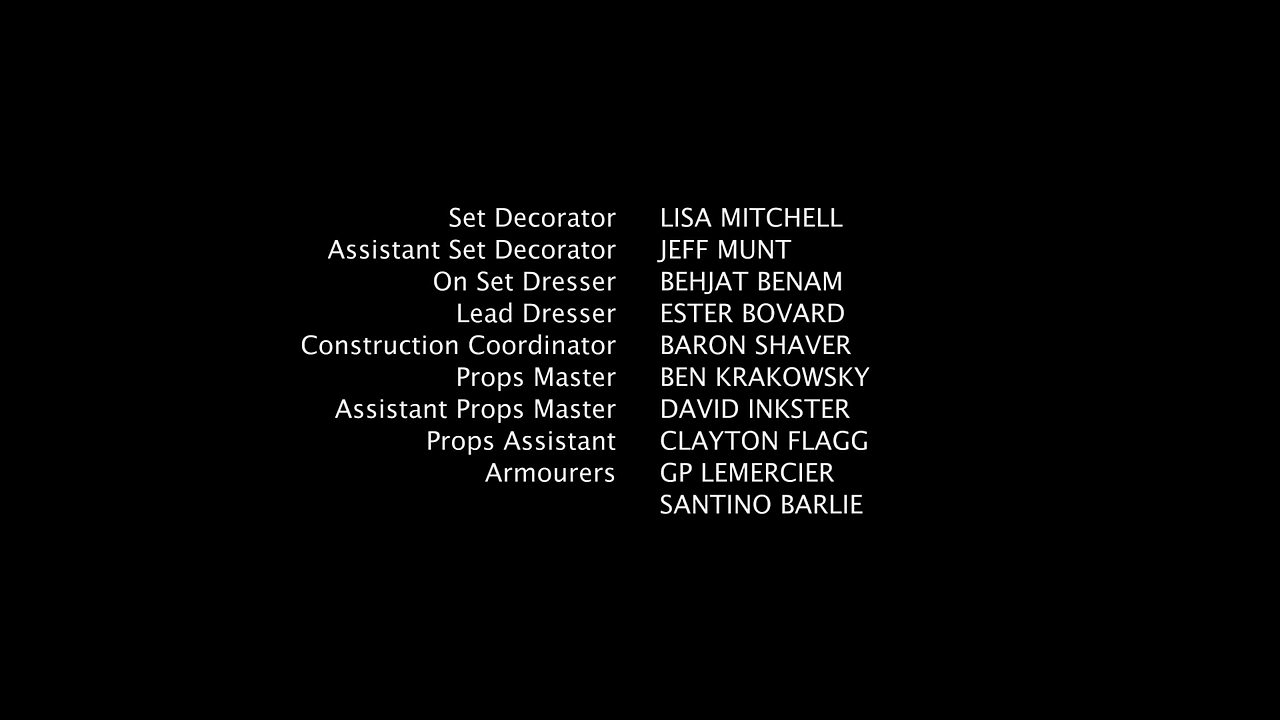 Set Decorator LISA MITCHELL
Assistant Set Decorator JEFF MUNT
On Set Dresser BEHJAT BENAM
Lead Dresser ESTER BOVARD
Construction Coordinator BARON SHAVER
Props Master BEN KRAKOWSKY
Assistant Props Master DAVID INKSTER
Props Assistant CLAYTON FLAGG
Armourers GP LEMERCIER
SANTINO BARLIE